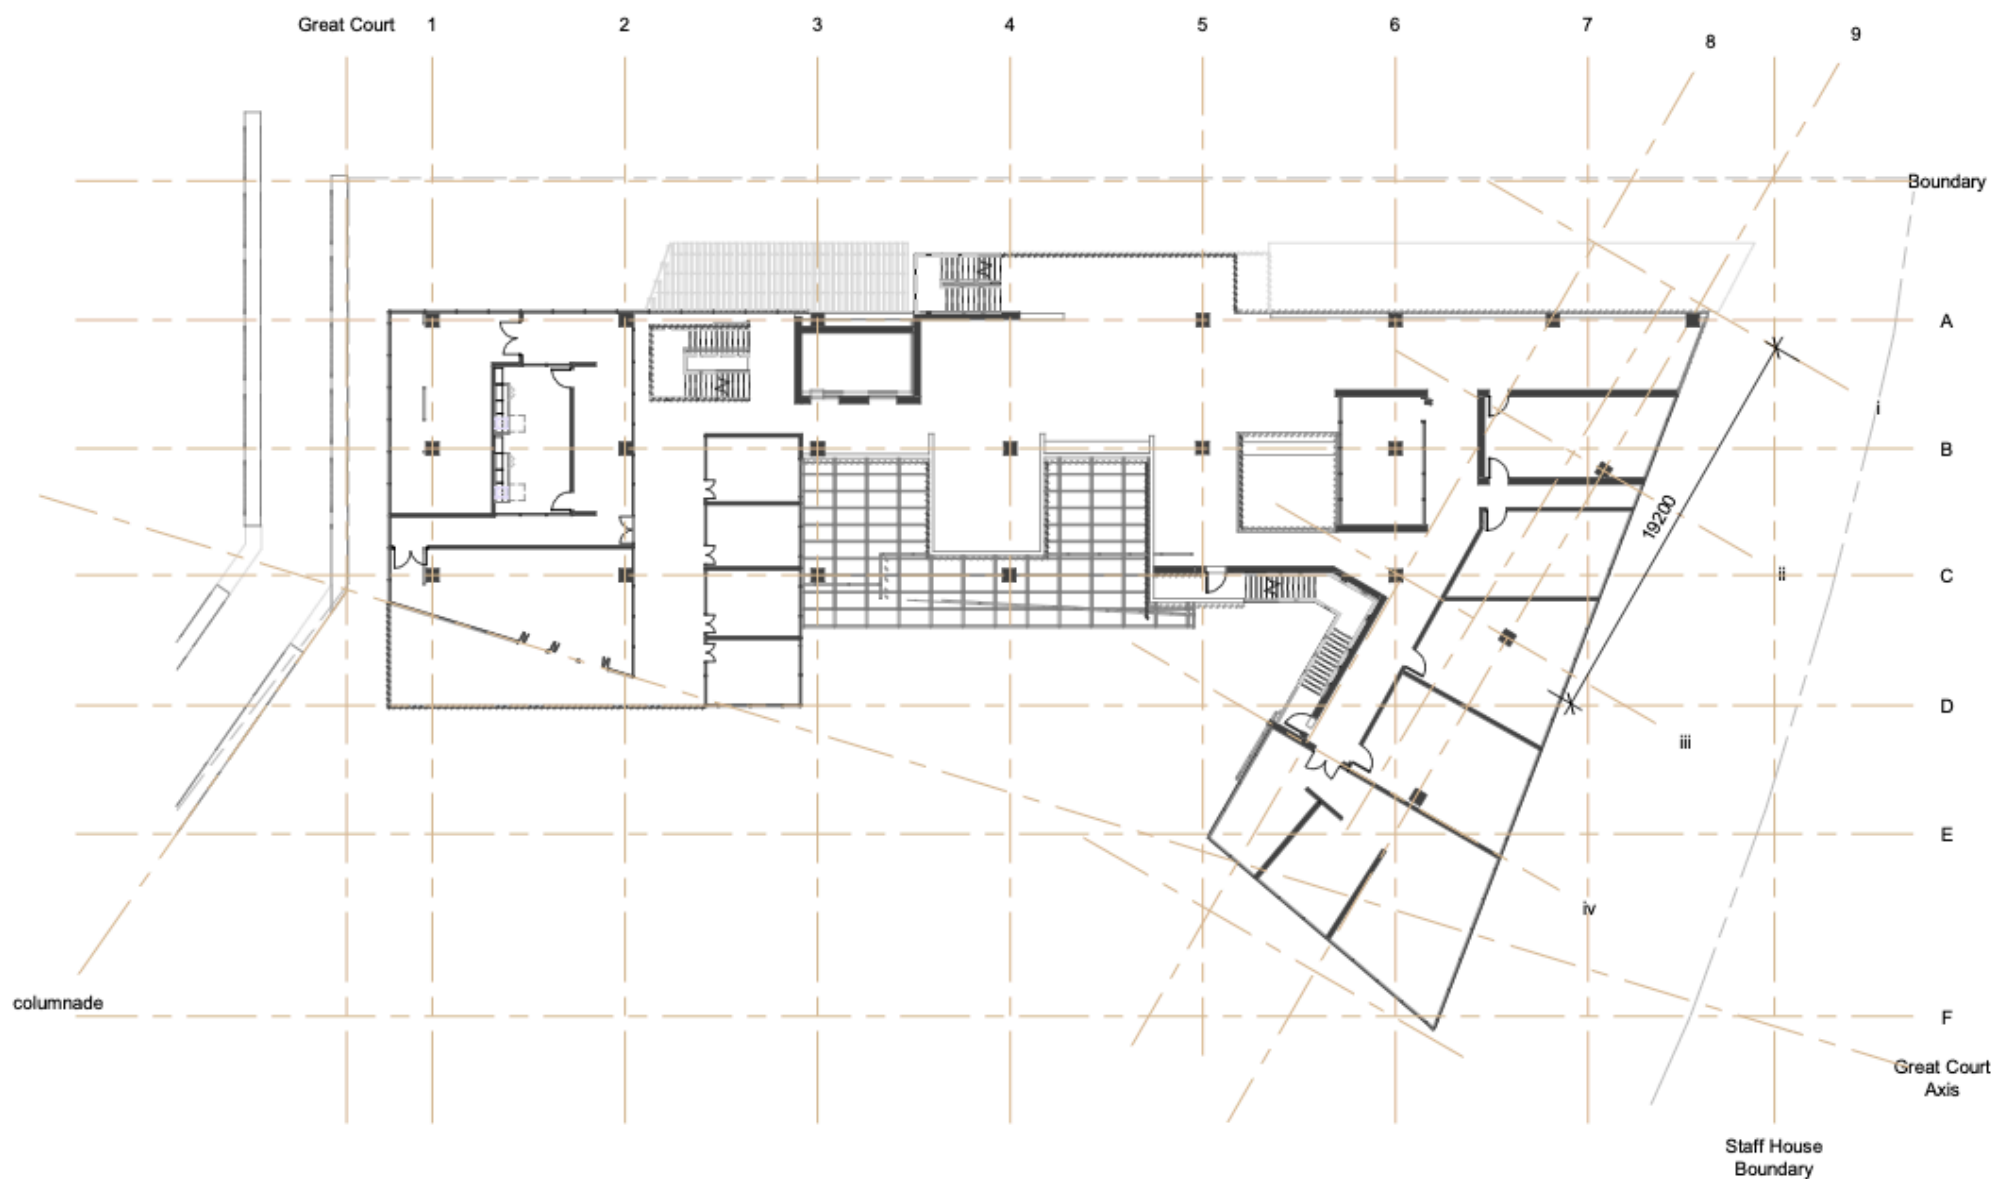 Great Court 1 2 3 4 5 6 7 8 9
Boundary
A
i
B
19200
ii
C
D
iii
E
iv
columnade
F
Great Court
Axis
Staff House
Boundary